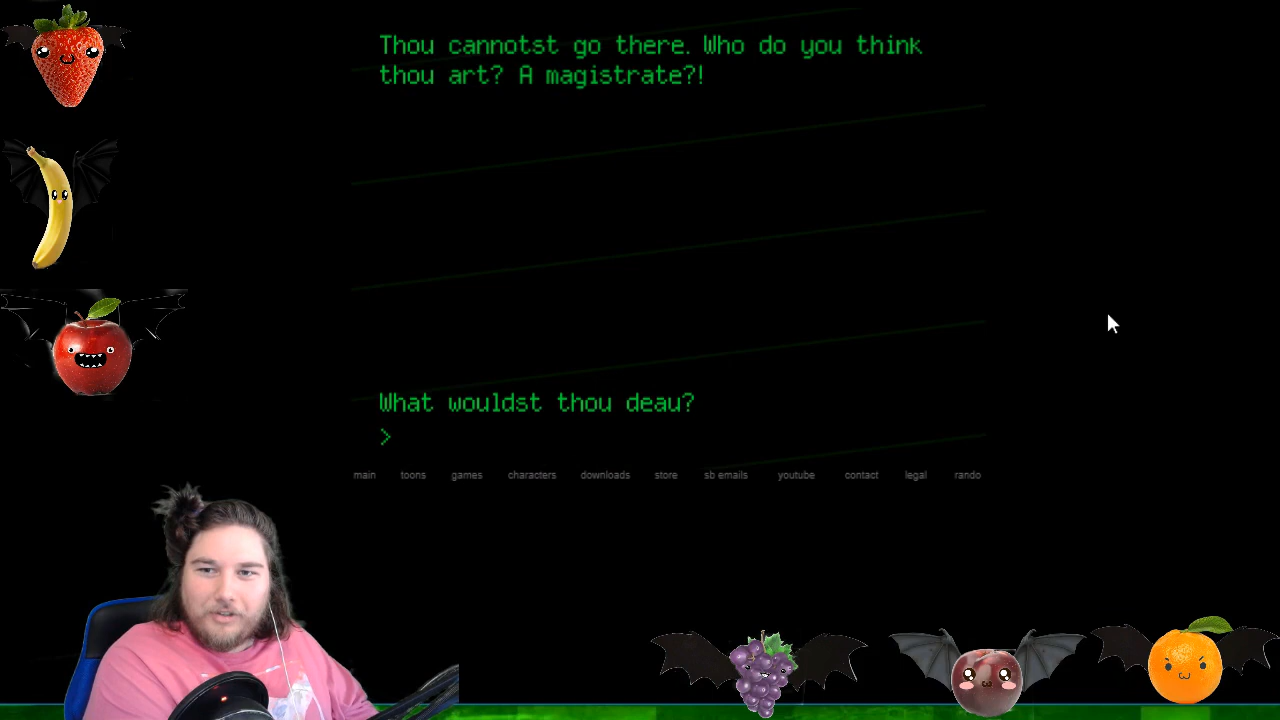 Thou cannotst go there. Who do you think
thou art? A magistrate?!
What wouldst thou deau?
>
main toons games characters downloads store sb emails youtube contact legal rando